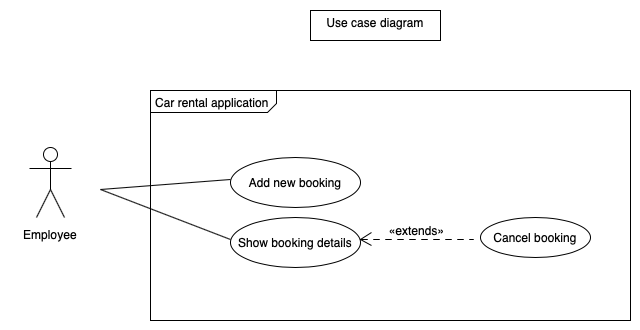 Use case diagram
Car rental application
Add new booking
Employee
Show booking details
«extends»
Cancel booking